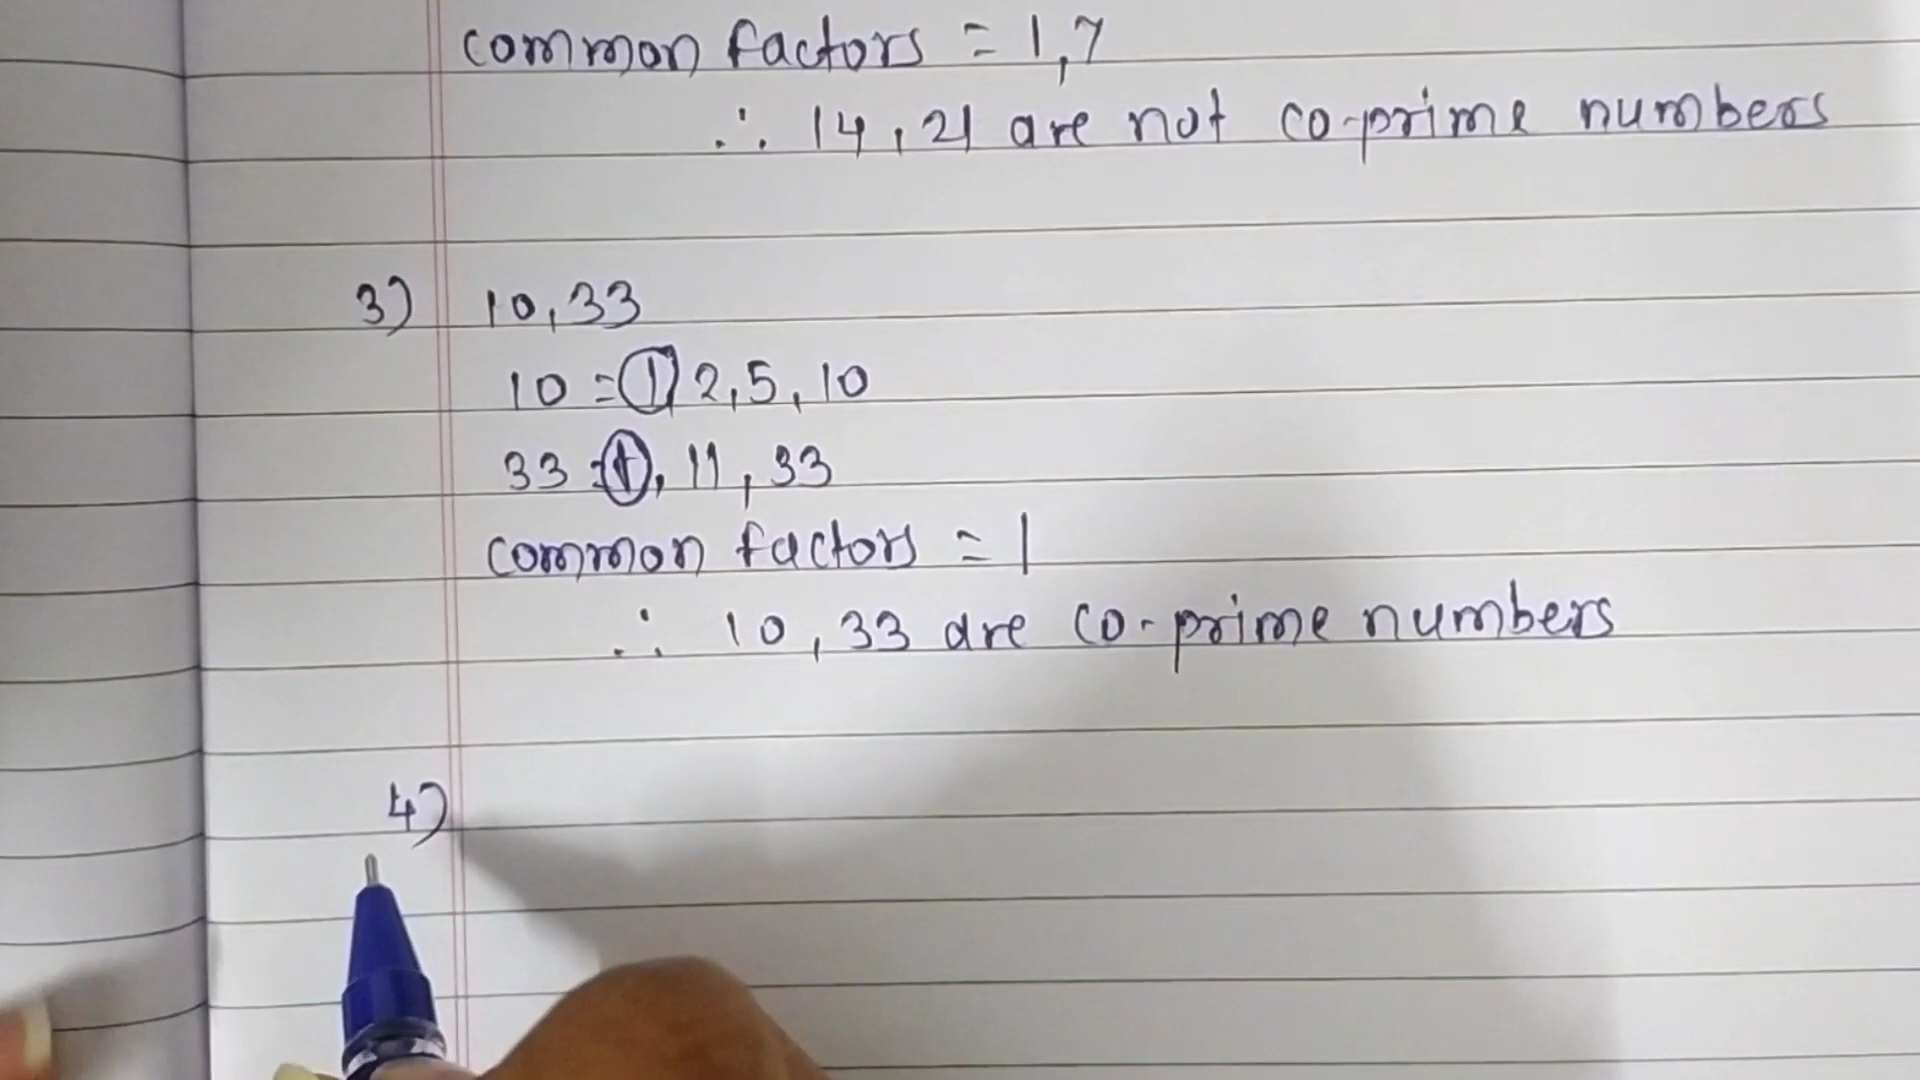 common factors = 1,7
∴ 14, 21 are not co-prime numbers
3) 10, 33
10 = 1, 2, 5, 10
33 = 1, 11, 33
common factors = 1
∴ 10, 33 are co-prime numbers
4)